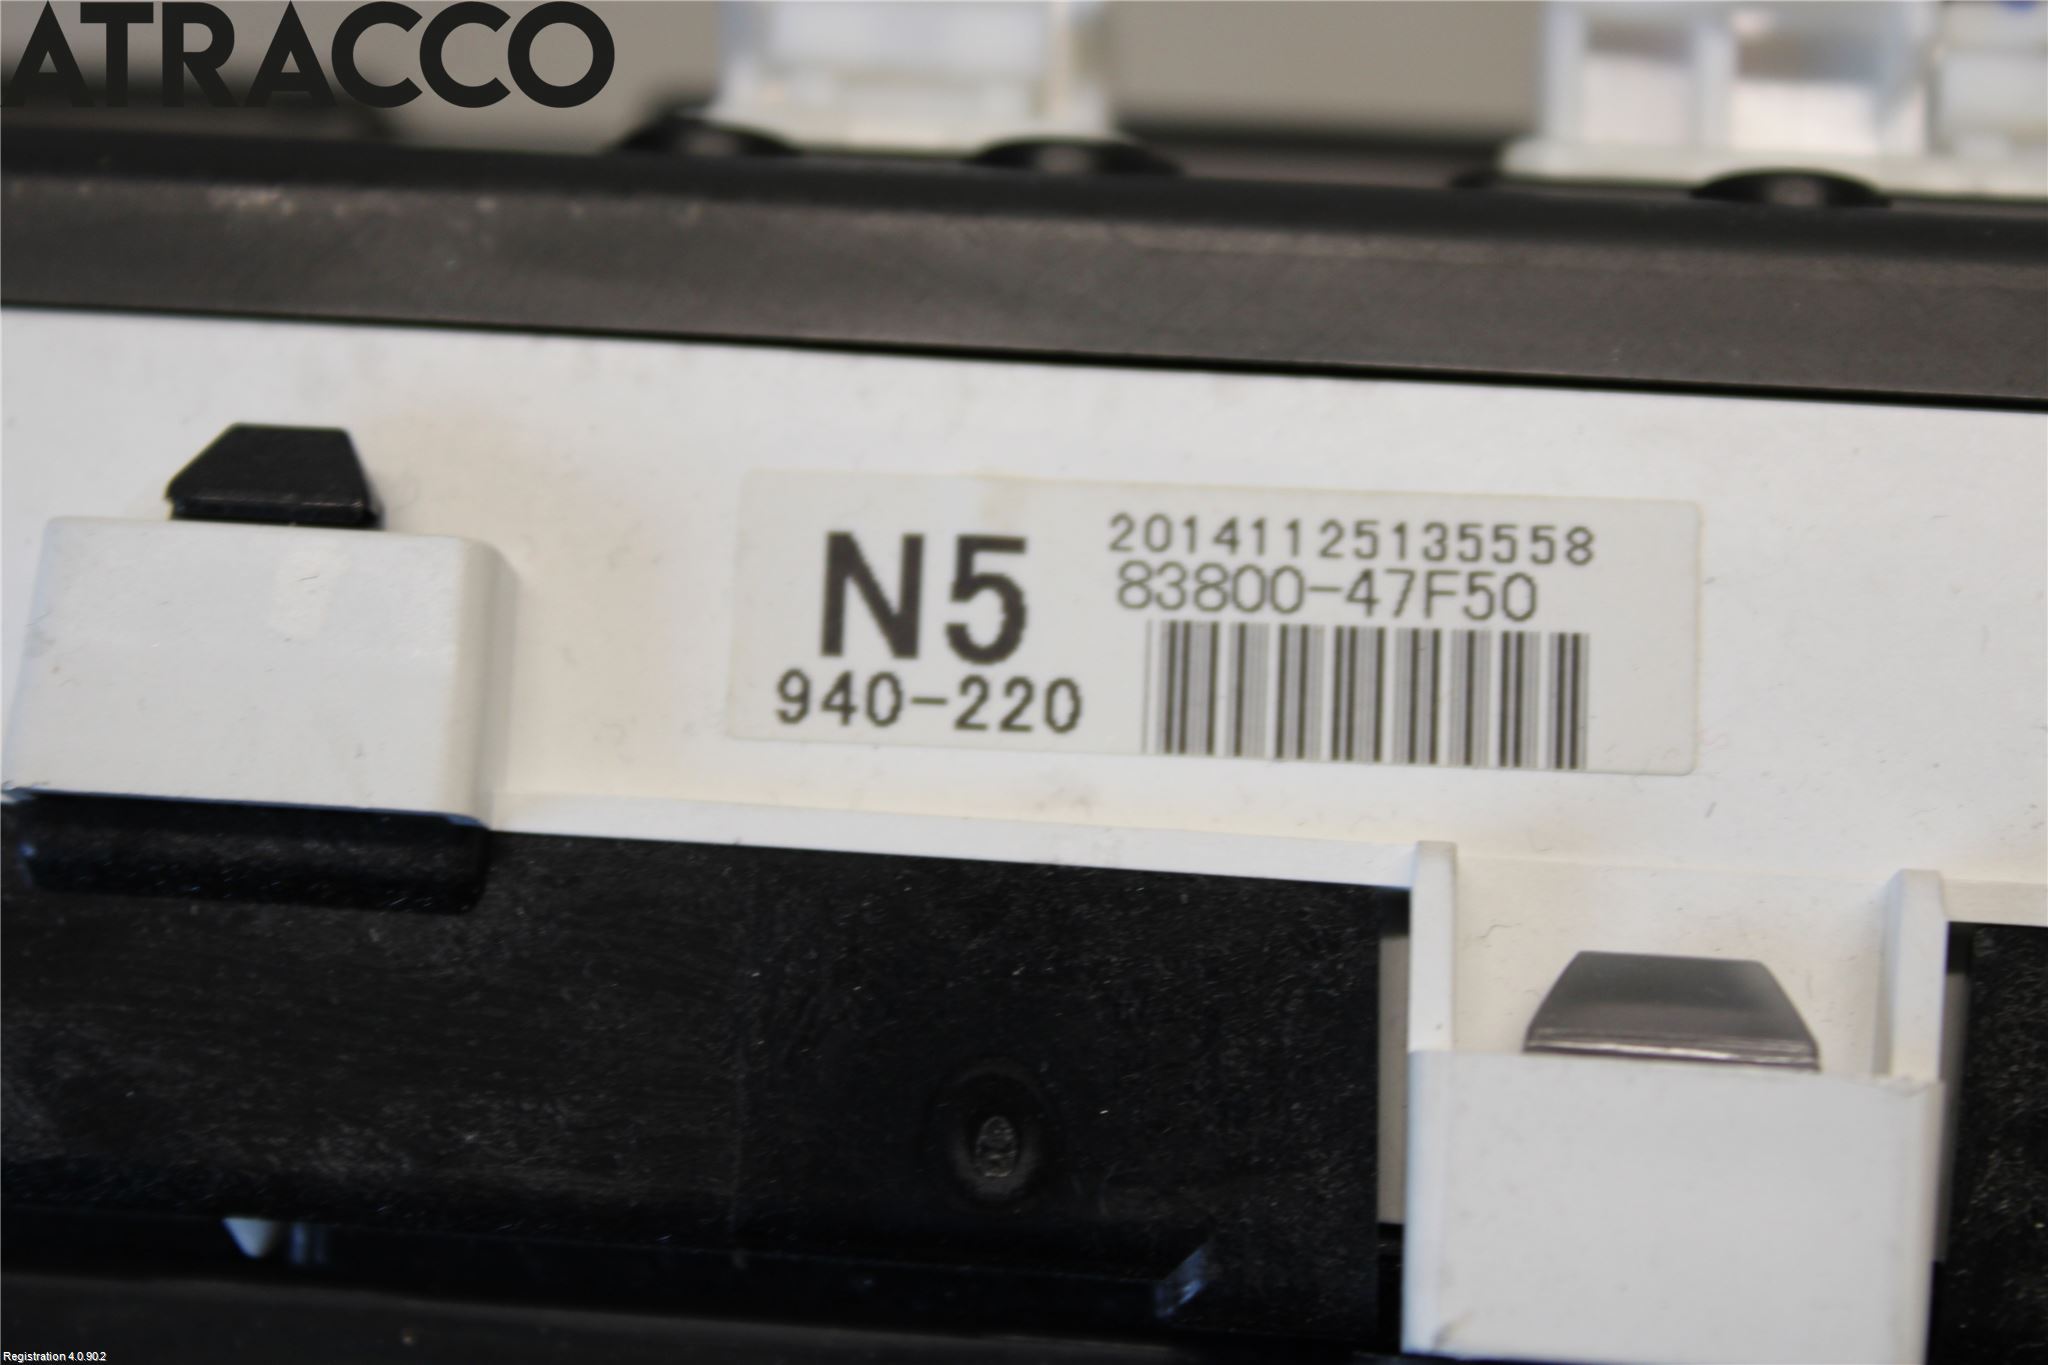 ATRACCO
N5
940-220
20141125135558
83800-47F50
Registration 4.0.90.2